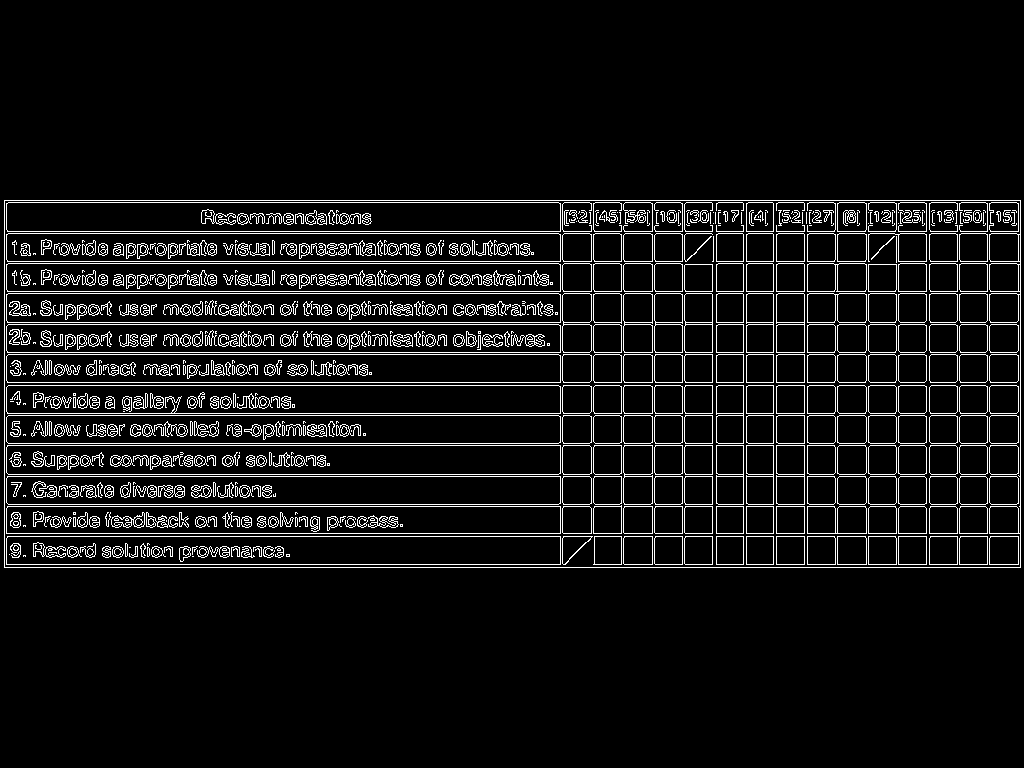 Recommendations [32] [45] [56] [10] [30] [17] [4] [52] [27] [8] [12] [25] [13] [50] [15]
1a. Provide appropriate visual representations of solutions.
1b. Provide appropriate visual representations of constraints.
2a. Support user modification of the optimisation constraints.
2b. Support user modification of the optimisation objectives.
3. Allow direct manipulation of solutions.
4. Provide a gallery of solutions.
5. Allow user controlled re-optimisation.
6. Support comparison of solutions.
7. Generate diverse solutions.
8. Provide feedback on the solving process.
9. Record solution provenance.